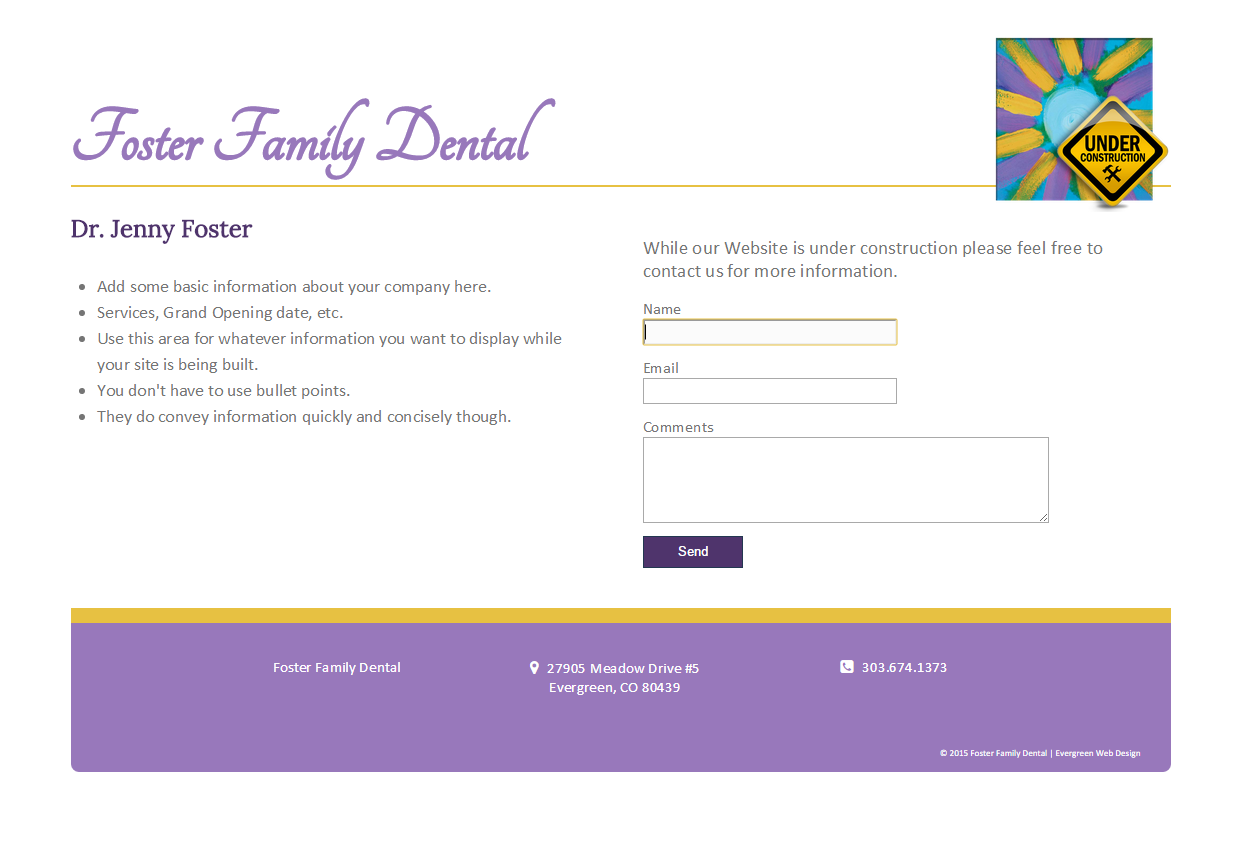 Foster Family Dental
UNDER
CONSTRUCTION
Dr. Jenny Foster
Add some basic information about your company here.
Services, Grand Opening date, etc.
Use this area for whatever information you want to display while
your site is being built.
You don't have to use bullet points.
They do convey information quickly and concisely though.
While our Website is under construction please feel free to
contact us for more information.
Name
Email
Comments
Send
Foster Family Dental
27905 Meadow Drive #5
Evergreen, CO 80439
303.674.1373
© 2015 Foster Family Dental | Evergreen Web Design